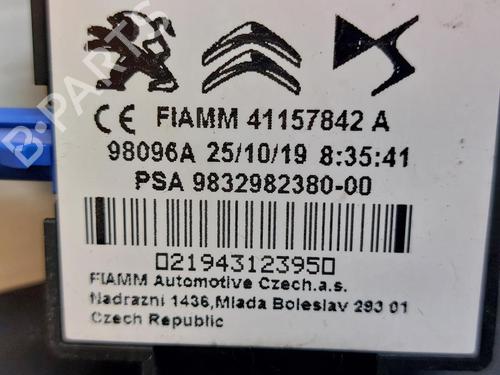 B-PARTS
CE FIAMM 41157842 A
98096A 25/10/19 8:35:41
PSA 9832982380-00
021943123950
FIAMM Automotive Czech.a.s.
Nadrazni 1436,Mlada Boleslav 293 01
Czech Republic